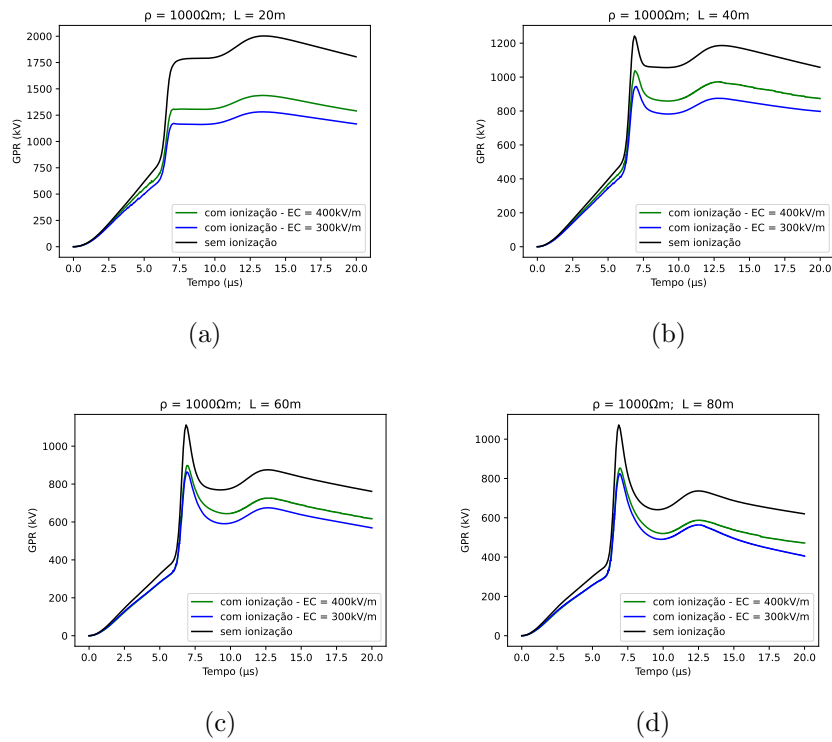 ρ = 1000Ωm; L = 20m
GPR (kV)
2000
1750
1500
1250
1000
750
500
250
0
com ionização - EC = 400kV/m
com ionização - EC = 300kV/m
sem ionização
0.0 2.5 5.0 7.5 10.0 12.5 15.0 17.5 20.0
Tempo (μs)
(a)
ρ = 1000Ωm; L = 40m
GPR (kV)
1200
1000
800
600
400
200
0
com ionização - EC = 400kV/m
com ionização - EC = 300kV/m
sem ionização
0.0 2.5 5.0 7.5 10.0 12.5 15.0 17.5 20.0
Tempo (μs)
(b)
ρ = 1000Ωm; L = 60m
GPR (kV)
1000
800
600
400
200
0
com ionização - EC = 400kV/m
com ionização - EC = 300kV/m
sem ionização
0.0 2.5 5.0 7.5 10.0 12.5 15.0 17.5 20.0
Tempo (μs)
(c)
ρ = 1000Ωm; L = 80m
GPR (kV)
1000
800
600
400
200
0
com ionização - EC = 400kV/m
com ionização - EC = 300kV/m
sem ionização
0.0 2.5 5.0 7.5 10.0 12.5 15.0 17.5 20.0
Tempo (μs)
(d)